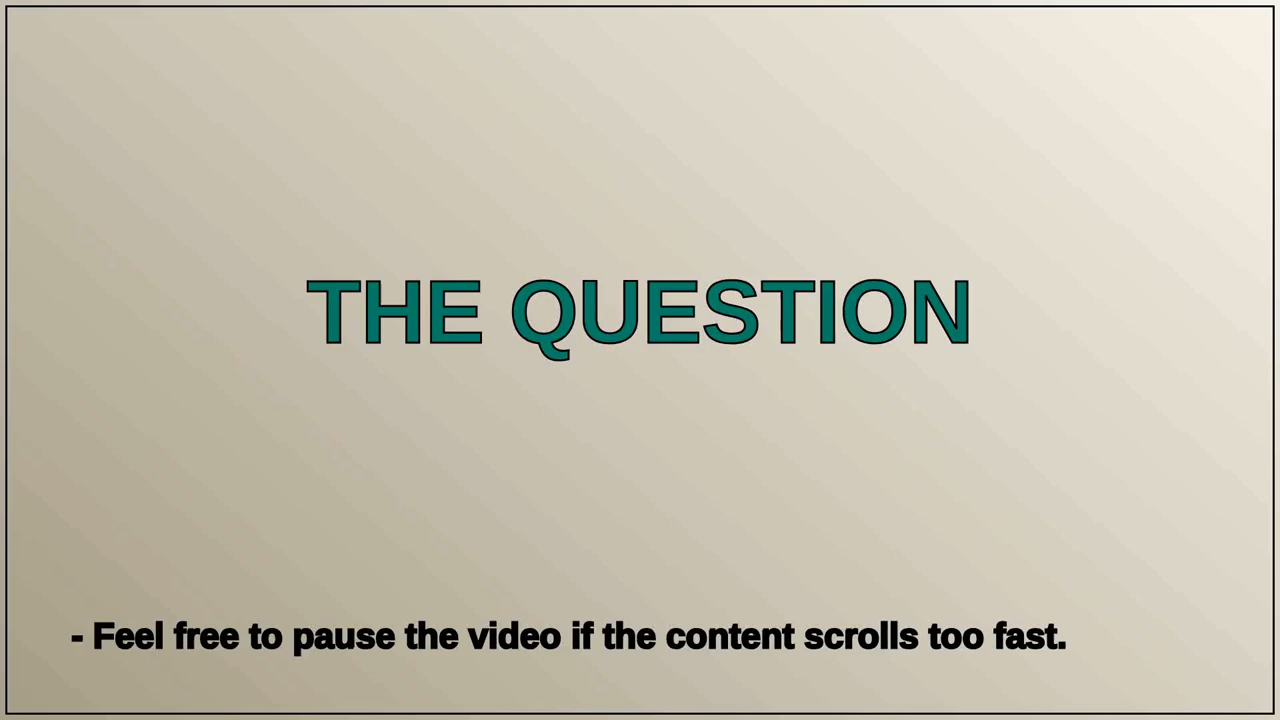 THE QUESTION
- Feel free to pause the video if the content scrolls too fast.